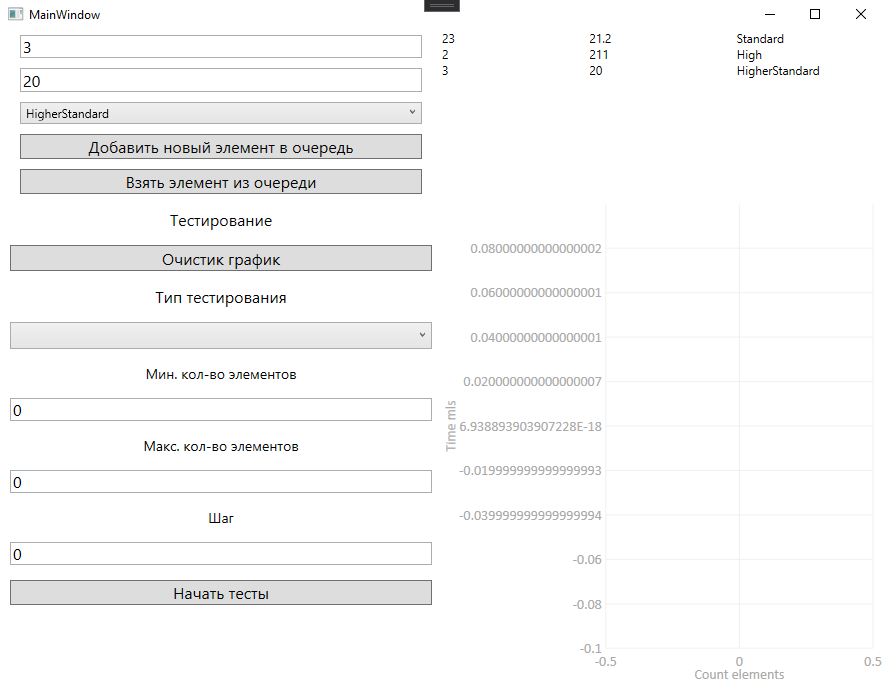 MainWindow
3
20
HigherStandard
Добавить новый элемент в очередь
Взять элемент из очереди
Тестирование
Очистик график
Тип тестирования
Мин. кол-во элементов
0
Макс. кол-во элементов
0
Шаг
0
Начать тесты
23 21.2 Standard
2 211 High
3 20 HigherStandard
Time mls
0.08000000000000002
0.06000000000000001
0.04000000000000001
0.020000000000000007
6.938893903907228E-18
-0.019999999999999993
-0.039999999999999994
-0.06
-0.08
-0.1
-0.5 0 0.5
Count elements